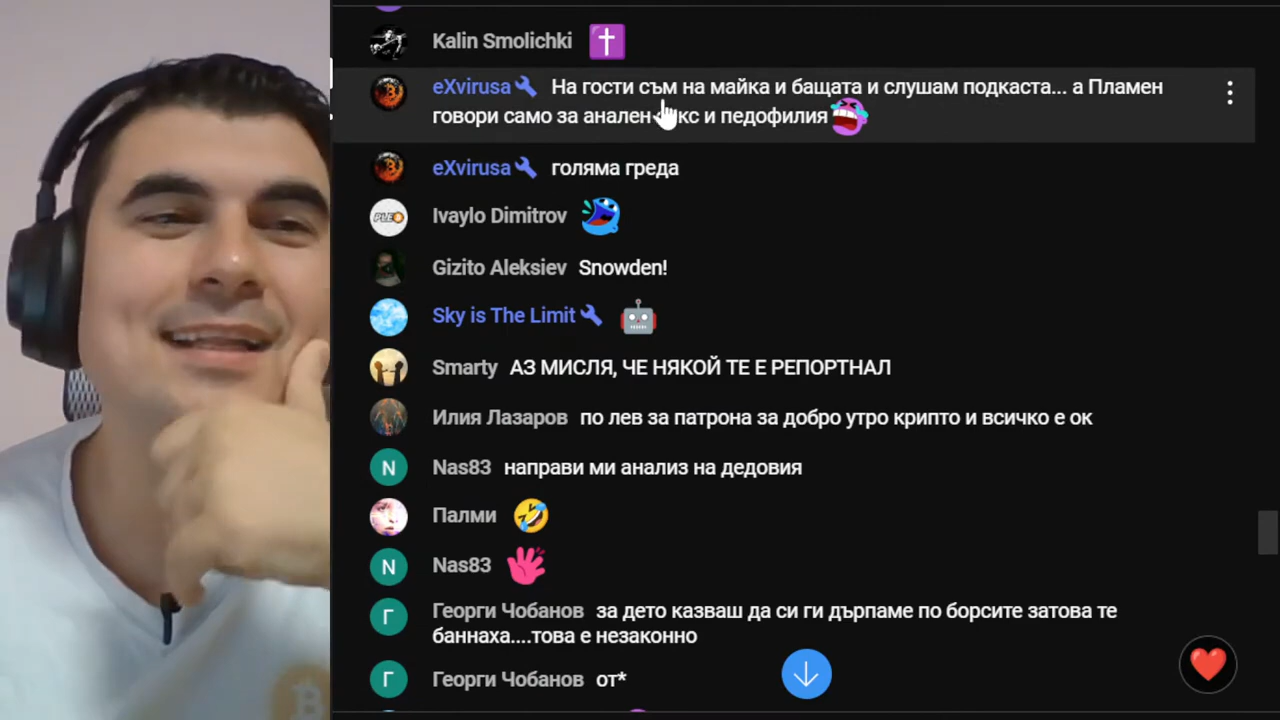 Kalin Smolichki
eXvirusa На гости съм на майка и бащата и слушам подкаста... а Пламен
говори само за анален и педофилия
eXvirusa голяма греда
PLEB
Ivaylo Dimitrov
Gizito Aleksiev Snowden!
Sky is The Limit
Smarty АЗ МИСЛЯ, ЧЕ НЯКОЙ ТЕ Е РЕПОРТНАЛ
Илия Лазаров по лев за патрона за добро утро крипто и всичко е ок
N Nas83 направи ми анализ на дедовия
Палми
N Nas83
Г Георги Чобанов за дето казваш да си ги дърпаме по борсите затова те
баннаха....това е незаконно
Г Георги Чобанов от*